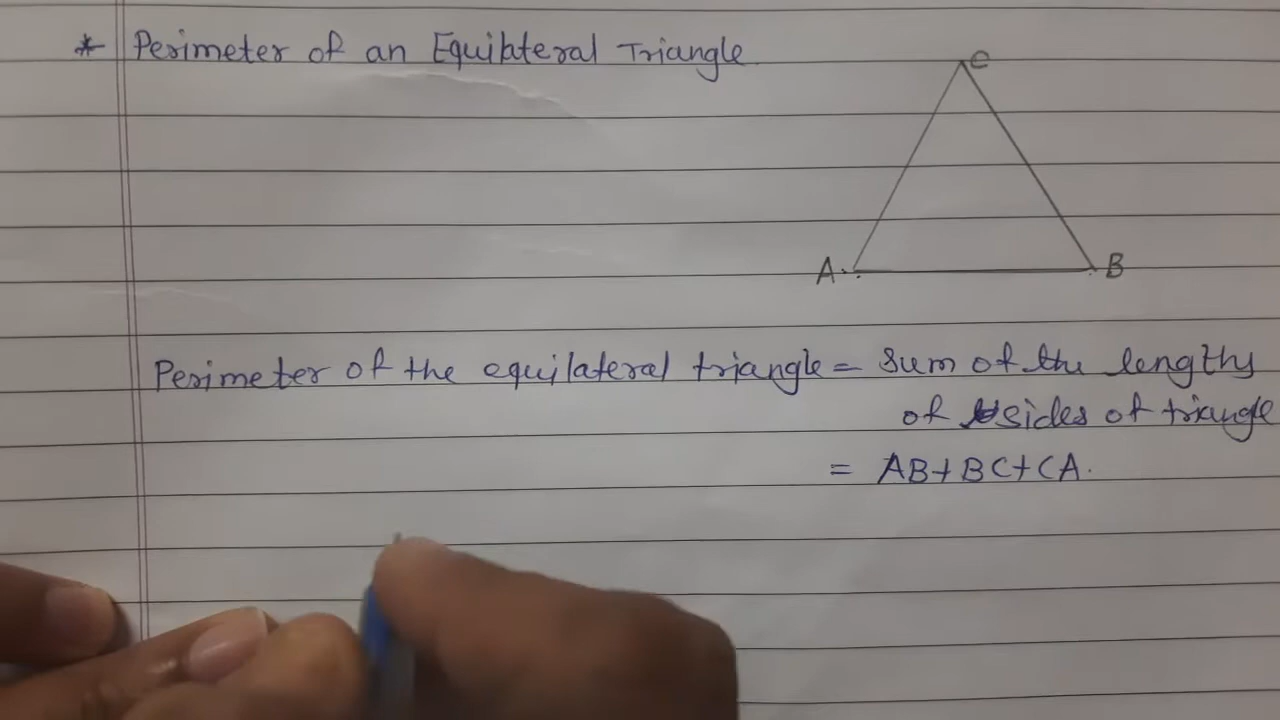 * Perimeter of an Equilateral Triangle
C
A
B
Perimeter of the equilateral triangle = Sum of the lengths
of sides of triangle
= AB+BC+CA.